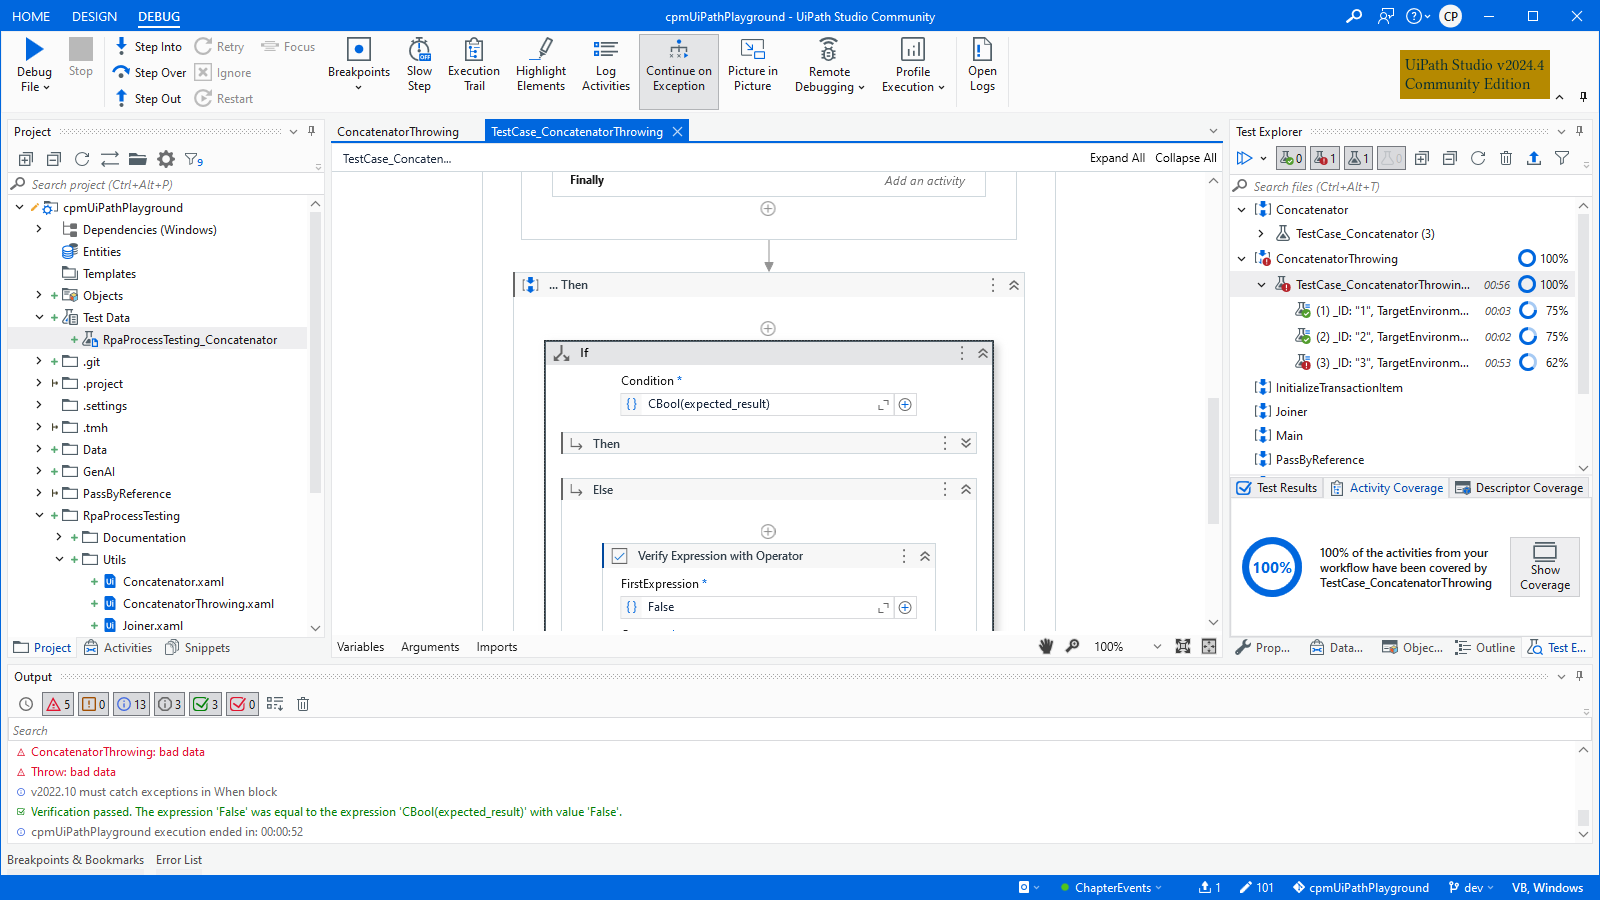 HOME DESIGN DEBUG
cpmUiPathPlayground - UiPath Studio Community
CP
Debug File
Stop
Step Into
Step Over
Step Out
Retry
Ignore
Restart
Focus
Breakpoints
Slow Step
Execution Trail
Highlight Elements
Log Activities
Continue on Exception
Picture in Picture
Remote Debugging
Profile Execution
Open Logs
UiPath Studio v2024.4
Community Edition
Project
9
Search project (Ctrl+Alt+P)
cpmUiPathPlayground
Dependencies (Windows)
Entities
Templates
Objects
Test Data
RpaProcessTesting_Concatenator
.git
.project
.settings
.tmh
Data
GenAI
PassByReference
RpaProcessTesting
Documentation
Utils
Concatenator.xaml
ConcatenatorThrowing.xaml
Joiner.xaml
Project Activities Snippets
ConcatenatorThrowing TestCase_ConcatenatorThrowing
TestCase_Concaten...
Expand All Collapse All
Finally Add an activity
... Then
If
Condition *
CBool(expected_result)
Then
Else
Verify Expression with Operator
FirstExpression *
False
Variables Arguments Imports
100%
Test Explorer
0 1 1 0
Search files (Ctrl+Alt+T)
Concatenator
TestCase_Concatenator (3)
ConcatenatorThrowing 100%
TestCase_ConcatenatorThrowin... 00:56 100%
(1) _ID: "1", TargetEnvironm... 00:03 75%
(2) _ID: "2", TargetEnvironm... 00:02 75%
(3) _ID: "3", TargetEnvironm... 00:53 62%
InitializeTransactionItem
Joiner
Main
PassByReference
Test Results Activity Coverage Descriptor Coverage
100%
100% of the activities from your
workflow have been covered by
TestCase_ConcatenatorThrowing
Show
Coverage
Prop... Data... Objec... Outline Test E...
Output
5 0 13 3 3 0
Search
ConcatenatorThrowing: bad data
Throw: bad data
v2022.10 must catch exceptions in When block
Verification passed. The expression 'False' was equal to the expression 'CBool(expected_result)' with value 'False'.
cpmUiPathPlayground execution ended in: 00:00:52
Breakpoints & Bookmarks Error List
ChapterEvents 1 101 cpmUiPathPlayground dev VB, Windows